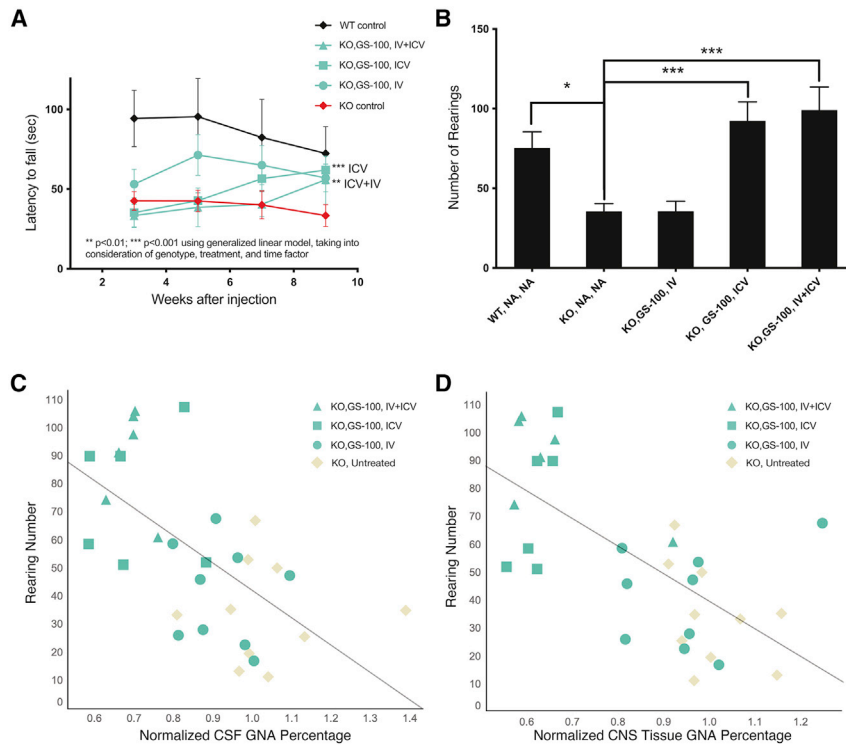 A
WT control
KO,GS-100, IV+ICV
KO,GS-100, ICV
KO,GS-100, IV
KO control
Latency to fall (sec)
100
50
0
*** ICV
** ICV+IV
** p<0.01; *** p<0.001 using generalized linear model, taking into
consideration of genotype, treatment, and time factor
2 4 6 8 10
Weeks after injection
B
Number of Rearings
150
100
50
0
*
***
***
WT, NA, NA
KO, NA, NA
KO,GS-100, IV
KO, GS-100, ICV
KO,GS-100, IV+ICV
C
KO,GS-100, IV+ICV
KO,GS-100, ICV
KO,GS-100, IV
KO, Untreated
Rearing Number
110
100
90
80
70
60
50
40
30
20
10
0
0.6 0.7 0.8 0.9 1.0 1.1 1.2 1.3 1.4
Normalized CSF GNA Percentage
D
KO,GS-100, IV+ICV
KO,GS-100, ICV
KO,GS-100, IV
KO, Untreated
Rearing Number
110
100
90
80
70
60
50
40
30
20
10
0
0.6 0.7 0.8 0.9 1.0 1.1 1.2
Normalized CNS Tissue GNA Percentage